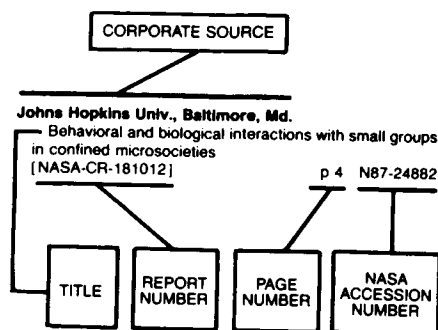 CORPORATE SOURCE
Johns Hopkins Univ., Baltimore, Md.
Behavioral and biological interactions with small groups
in confined microsocieties
[NASA-CR-181012] p 4 N87-24882
TITLE
REPORT
NUMBER
PAGE
NUMBER
NASA
ACCESSION
NUMBER